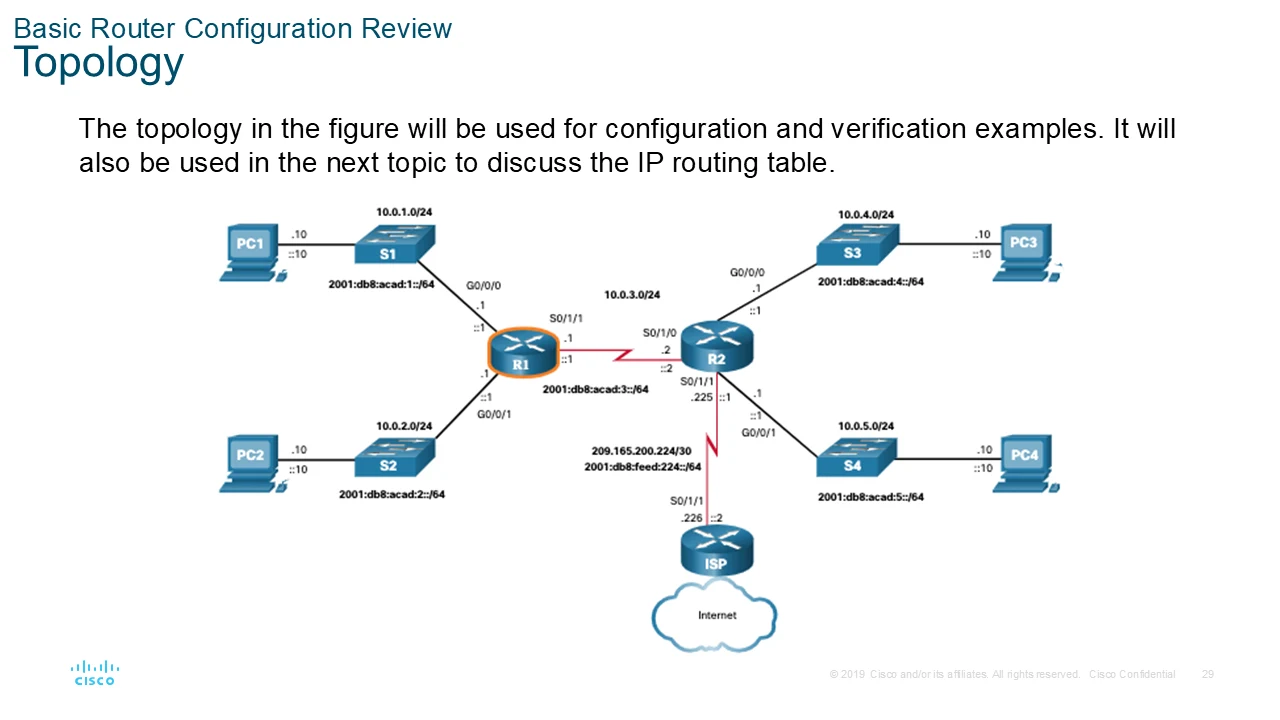 Basic Router Configuration Review
Topology
The topology in the figure will be used for configuration and verification examples. It will
also be used in the next topic to discuss the IP routing table.
10.0.1.0/24
PC1
.10
::10
S1
2001:db8:acad:1::/64
G0/0/0
.1
::1
10.0.4.0/24
S3
.10
::10
PC3
2001:db8:acad:4::/64
G0/0/0
.1
::1
10.0.3.0/24
R1
S0/1/1
.1
::1
S0/1/0
.2
::2
R2
2001:db8:acad:3::/64
.1
::1
G0/0/1
10.0.2.0/24
PC2
.10
::10
S2
2001:db8:acad:2::/64
S0/1/1
.225
::1
.1
::1
G0/0/1
10.0.5.0/24
S4
.10
::10
PC4
2001:db8:acad:5::/64
209.165.200.224/30
2001:db8:feed:224::/64
S0/1/1
.226
::2
ISP
Internet
CISCO
© 2019 Cisco and/or its affiliates. All rights reserved. Cisco Confidential
29